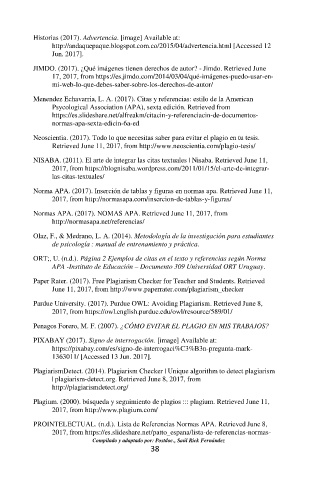 Historias (2017). Advertencia. [image] Available at:
http://andaquepaque.blogspot.com.co/2015/04/advertencia.html [Accessed 12
Jun. 2017].
JIMDO. (2017). ¿Qué imágenes tienen derechos de autor? - Jimdo. Retrieved June
17, 2017, from https://es.jimdo.com/2014/03/04/qué-imágenes-puedo-usar-en-
mi-web-lo-que-debes-saber-sobre-los-derechos-de-autor/
Menendez Echavarria, L. A. (2017). Citas y referencias: estilo de la American
Psycological Association (APA), sexta edición. Retrieved from
https://es.slideshare.net/alfreakm/citacin-y-referenciacin-de-documentos-
normas-apa-sexta-edicin-6a-ed
Neoscientia. (2017). Todo lo que necesitas saber para evitar el plagio en tu tesis.
Retrieved June 11, 2017, from http://www.neoscientia.com/plagio-tesis/
NISABA. (2011). El arte de integrar las citas textuales | Nisaba. Retrieved June 11,
2017, from https://blognisaba.wordpress.com/2011/01/15/el-arte-de-integrar-
las-citas-textuales/
Norma APA. (2017). Inserción de tablas y figuras en normas apa. Retrieved June 11,
2017, from http://normasapa.com/insercion-de-tablas-y-figuras/
Normas APA. (2017). NOMAS APA. Retrieved June 11, 2017, from
http://normasapa.net/referencias/
Olaz, F., & Medrano, L. A. (2014). Metodología de la investigación para estudiantes
de psicología : manual de entrenamiento y práctica.
ORT;, U. (n.d.). Página 2 Ejemplos de citas en el texto y referencias según Norma
APA -Instituto de Educación – Documento 309 Universidad ORT Uruguay.
Paper Rater. (2017). Free Plagiarism Checker for Teacher and Students. Retrieved
June 11, 2017, from http://www.paperrater.com/plagiarism_checker
Purdue University. (2017). Purdue OWL: Avoiding Plagiarism. Retrieved June 8,
2017, from https://owl.english.purdue.edu/owl/resource/589/01/
Penagos Forero, M. F. (2007). ¿CÓMO EVITAR EL PLAGIO EN MIS TRABAJOS?
PIXABAY (2017). Signo de interrogación. [image] Available at:
https://pixabay.com/es/signo-de-interrogaci%C3%B3n-pregunta-mark-
1363011/ [Accessed 13 Jun. 2017].
PlagiarismDetect. (2014). Plagiarism Checker | Unique algorithm to detect plagiarism
| plagiarism-detect.org. Retrieved June 8, 2017, from
http://plagiarismdetect.org/
Plagium. (2000). búsqueda y seguimiento de plagios ::: plagium. Retrieved June 11,
2017, from http://www.plagium.com/
PROINTELECTUAL. (n.d.). Lista de Referencias Normas APA. Retrieved June 8,
2017, from https://es.slideshare.net/patto_espana/lista-de-referencias-normas-
Compilado y adaptado por: Postdoc., Saúl Rick Fernández
38